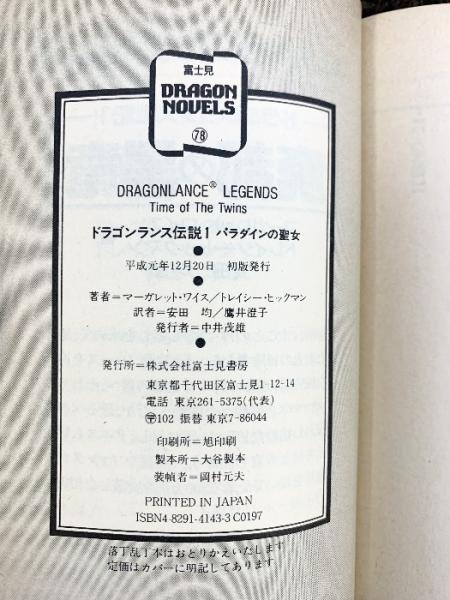 富士見
DRAGON
NOVELS
78
DRAGONLANCE® LEGENDS
Time of The Twins
ドラゴンランス伝説1 パラダインの聖女
●
平成元年12月20日 初版発行
●
著者＝マーガレット・ワイス／トレイシー・ヒックマン
訳者＝安田 均／鷹井澄子
発行者＝中井茂雄
●
発行所＝株式会社富士見書房
東京都千代田区富士見1-12-14
電話 東京261-5375(代表)
〒102 振替 東京7-86044
印刷所＝旭印刷
製本所＝大谷製本
装幀者＝岡村元夫
PRINTED IN JAPAN
ISBN4-8291-4143-3 C0197
落丁乱丁本はおとりかえいたします
定価はカバーに明記してあります